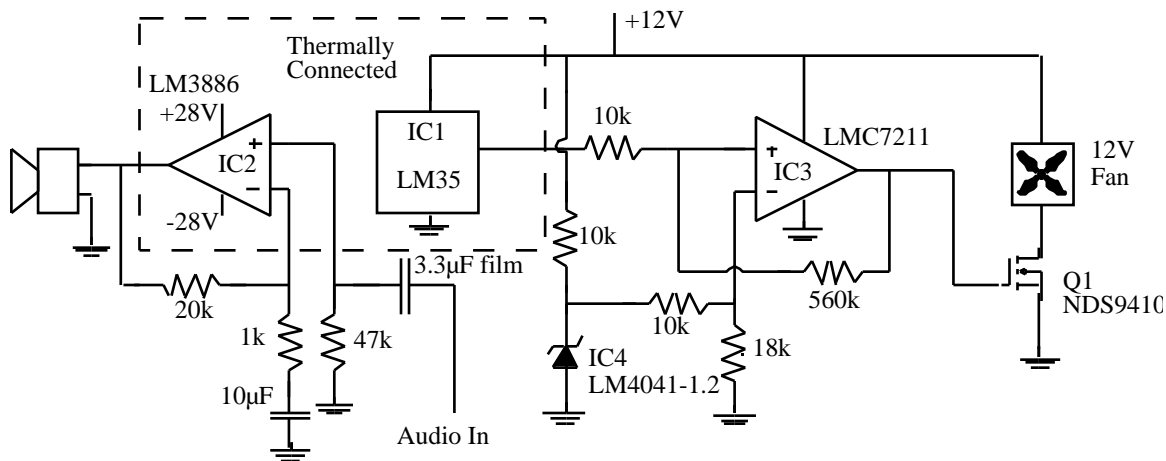 +12V
Thermally
Connected
LM3886
+28V
IC2
-28V
IC1
LM35
10k
LMC7211
IC3
12V
Fan
10k
3.3µF film
20k
560k
Q1
NDS9410
10k
1k
47k
IC4
LM4041-1.2
18k
10µF
Audio In